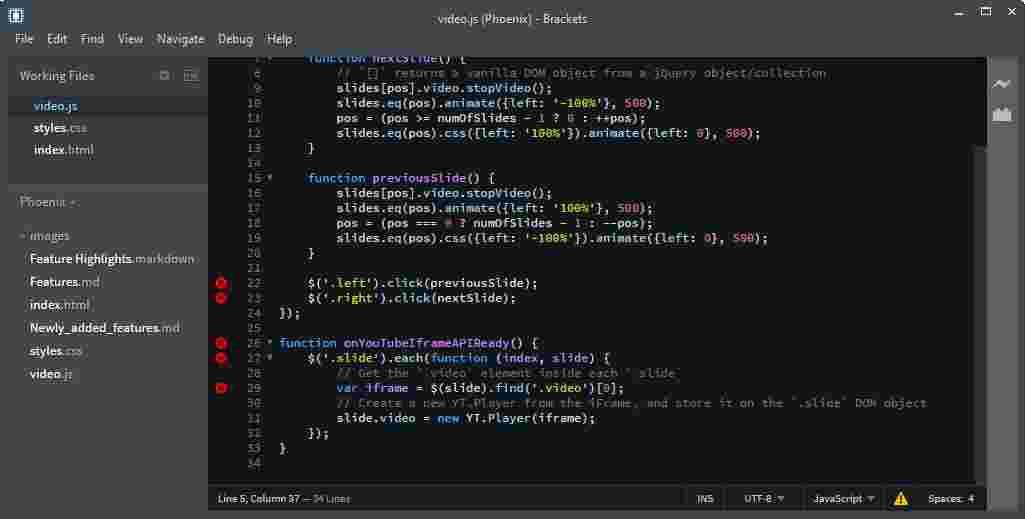 video.js (Phoenix) - Brackets
File Edit Find View Navigate Debug Help
Working Files
video.js
styles.css
index.html
Phoenix
images
Feature Highlights.markdown
Features.md
index.html
Newly_added_features.md
styles.css
video.js
7 function nextSlide() {
8 // `[]` returns a vanilla DOM object from a jQuery object/collection
9 slides[pos].video.stopVideo();
10 slides.eq(pos).animate({left: '-100%'}, 500);
11 pos = (pos >= numOfSlides - 1 ? 0 : ++pos);
12 slides.eq(pos).css({left: '100%'}).animate({left: 0}, 500);
13 }
14
15 function previousSlide() {
16 slides[pos].video.stopVideo();
17 slides.eq(pos).animate({left: '100%'}, 500);
18 pos = (pos === 0 ? numOfSlides - 1 : --pos);
19 slides.eq(pos).css({left: '-100%'}).animate({left: 0}, 500);
20 }
21
22 $('.left').click(previousSlide);
23 $('.right').click(nextSlide);
24 });
25
26 function onYouTubeIframeAPIReady() {
27 $('.slide').each(function (index, slide) {
28 // Get the `.video` element inside each `.slide`
29 var iframe = $(slide).find('.video')[0];
30 // Create a new YT.Player from the iFrame, and store it on the `.slide` DOM object
31 slide.video = new YT.Player(iframe);
32 });
33 }
34
Line 5, Column 37 — 34 Lines
INS UTF-8 JavaScript Spaces: 4